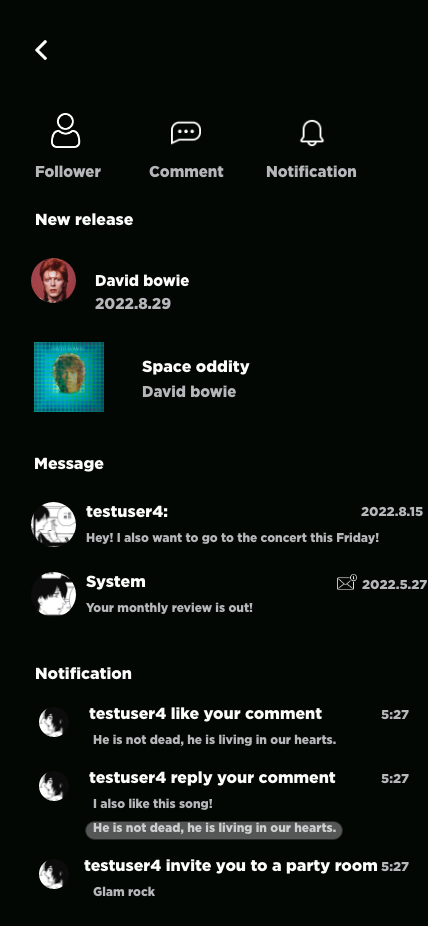 Follower Comment Notification
New release
David bowie
2022.8.29
Space oddity
David bowie
Message
testuser4: 2022.8.15
Hey! I also want to go to the concert this Friday!
System 2022.5.27
Your monthly review is out!
Notification
testuser4 like your comment 5:27
He is not dead, he is living in our hearts.
testuser4 reply your comment 5:27
I also like this song!
He is not dead, he is living in our hearts.
testuser4 invite you to a party room 5:27
Glam rock